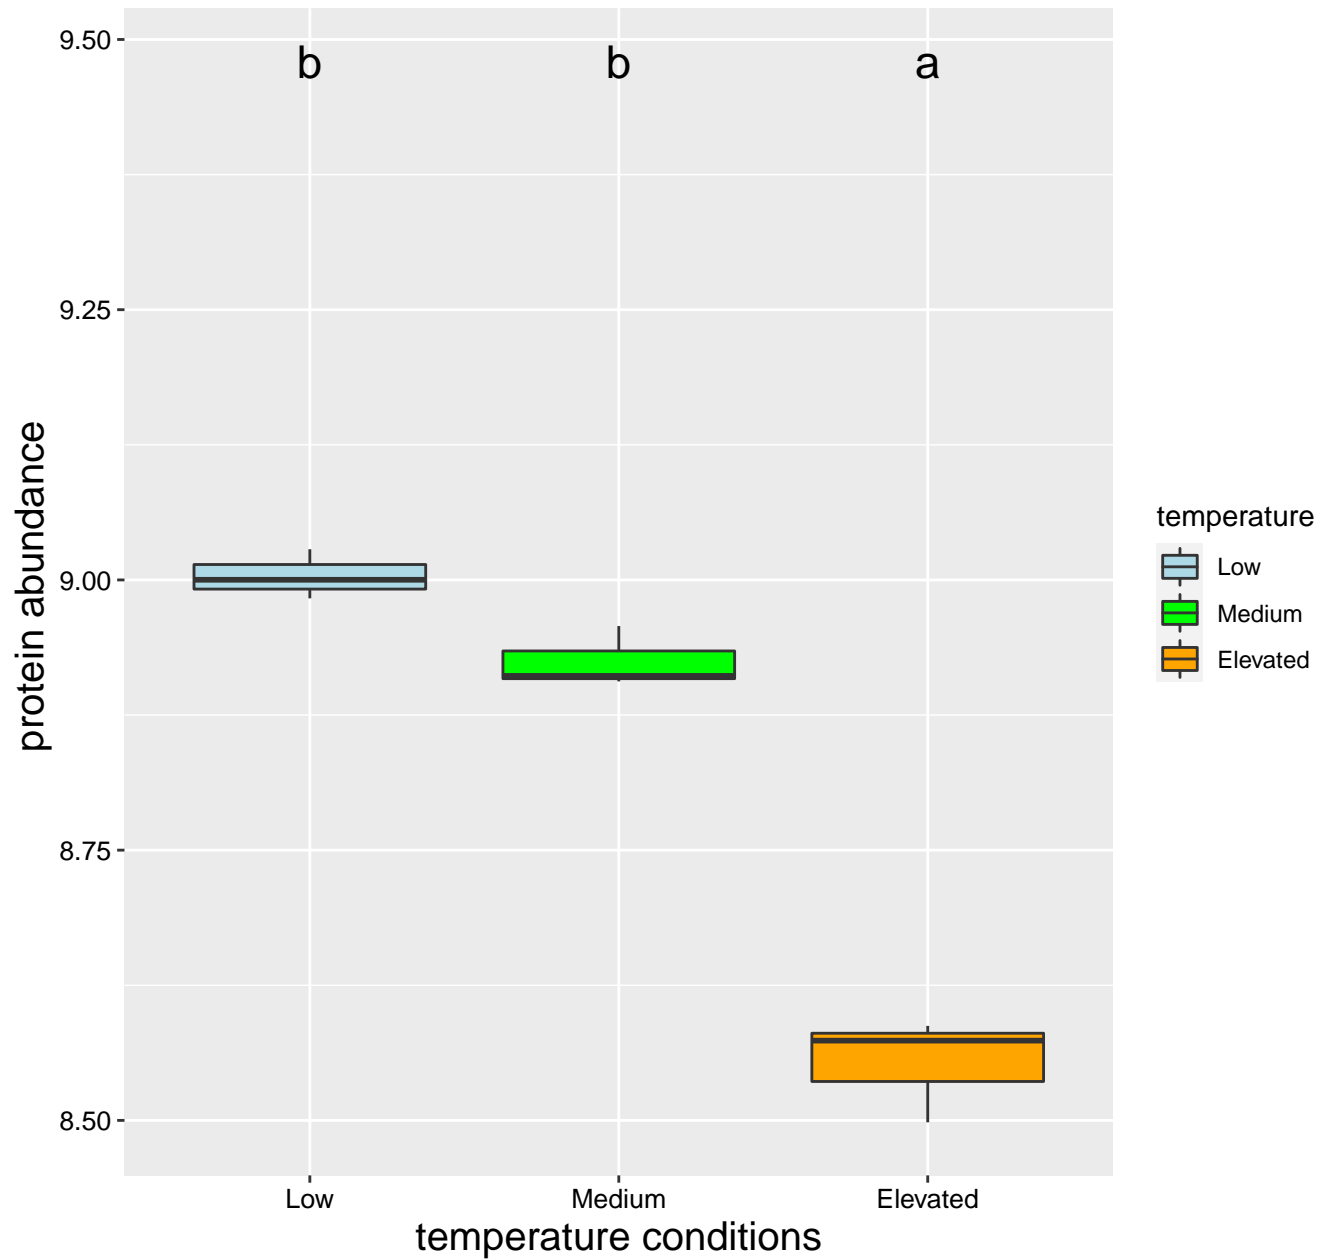 9.50
b b a
9.25
9.00
8.75
8.50
protein abundance
Low Medium Elevated
temperature conditions
temperature
Low
Medium
Elevated